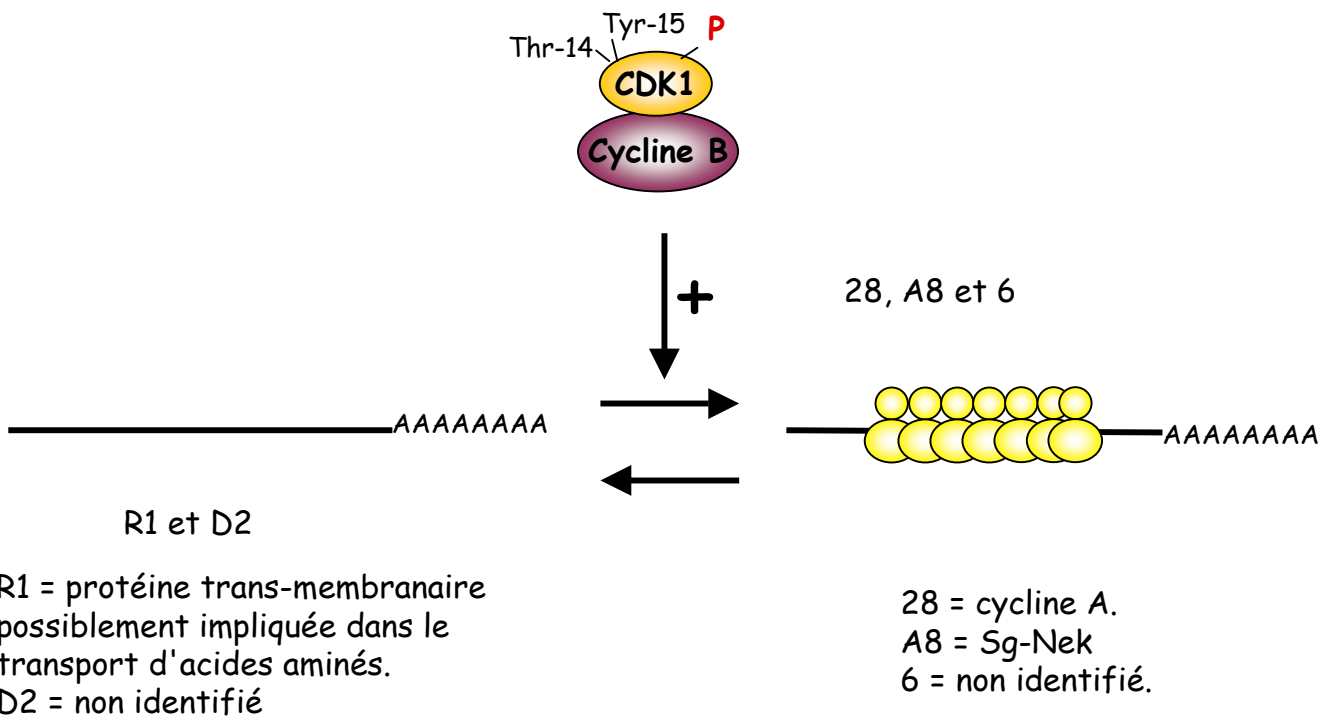 Tyr-15 P
Thr-14
CDK1
Cycline B
+
28, A8 et 6
AAAAAAAA
AAAAAAAA
R1 et D2
R1 = protéine trans-membranaire
possiblement impliquée dans le
transport d'acides aminés.
D2 = non identifié
28 = cycline A.
A8 = Sg-Nek
6 = non identifié.